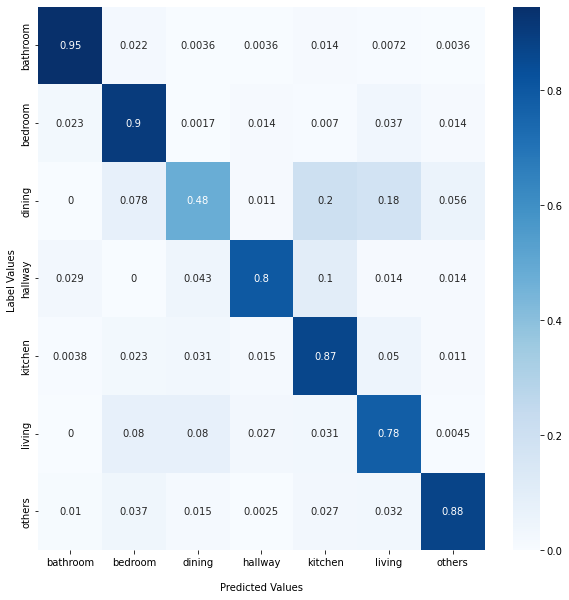 Label Values
bathroom 0.95 0.022 0.0036 0.0036 0.014 0.0072 0.0036
bedroom 0.023 0.9 0.0017 0.014 0.007 0.037 0.014
dining 0 0.078 0.48 0.011 0.2 0.18 0.056
hallway 0.029 0 0.043 0.8 0.1 0.014 0.014
kitchen 0.0038 0.023 0.031 0.015 0.87 0.05 0.011
living 0 0.08 0.08 0.027 0.031 0.78 0.0045
others 0.01 0.037 0.015 0.0025 0.027 0.032 0.88
bathroom bedroom dining hallway kitchen living others
Predicted Values
0.8
0.6
0.4
0.2
0.0